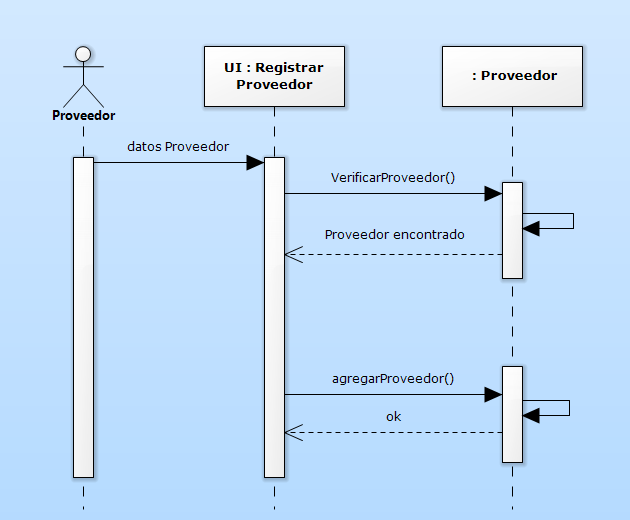 UI : Registrar
Proveedor
: Proveedor
Proveedor
datos Proveedor
VerificarProveedor()
Proveedor encontrado
agregarProveedor()
ok